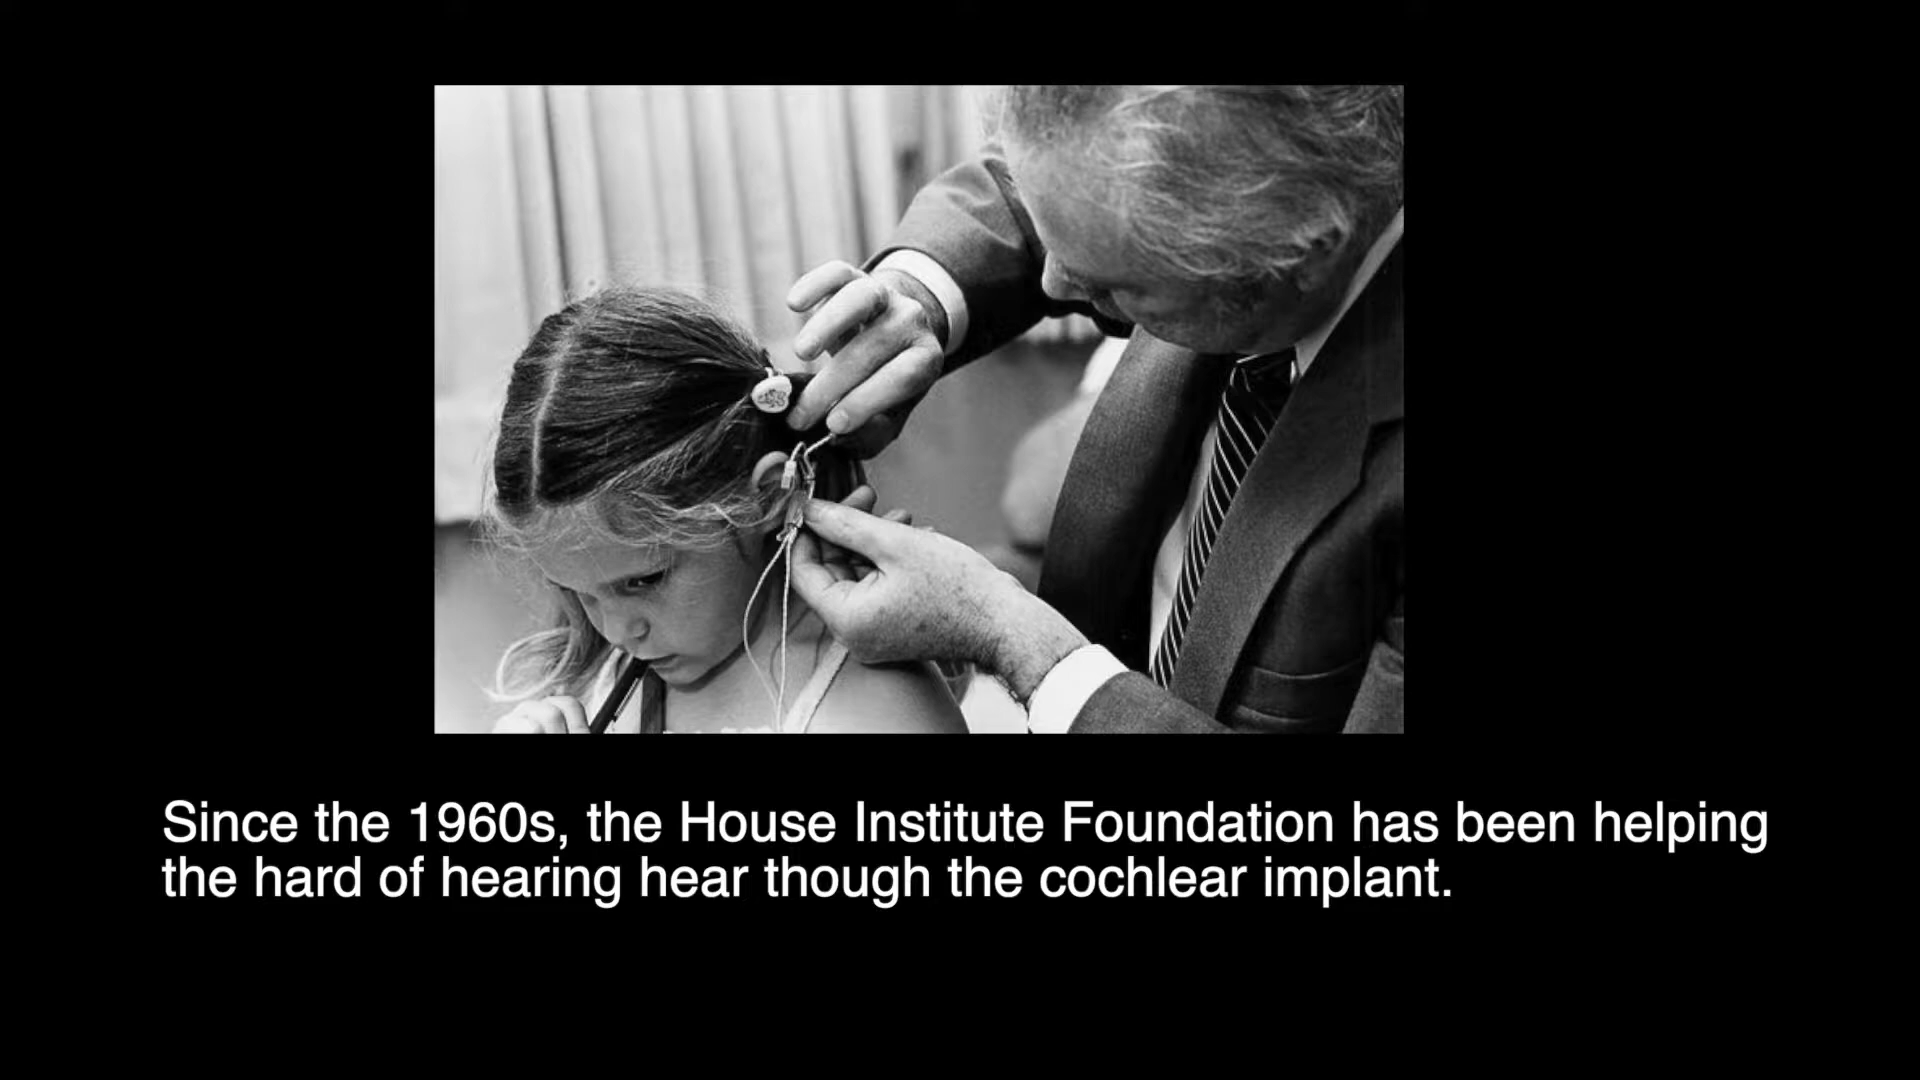 Since the 1960s, the House Institute Foundation has been helping
the hard of hearing hear though the cochlear implant.